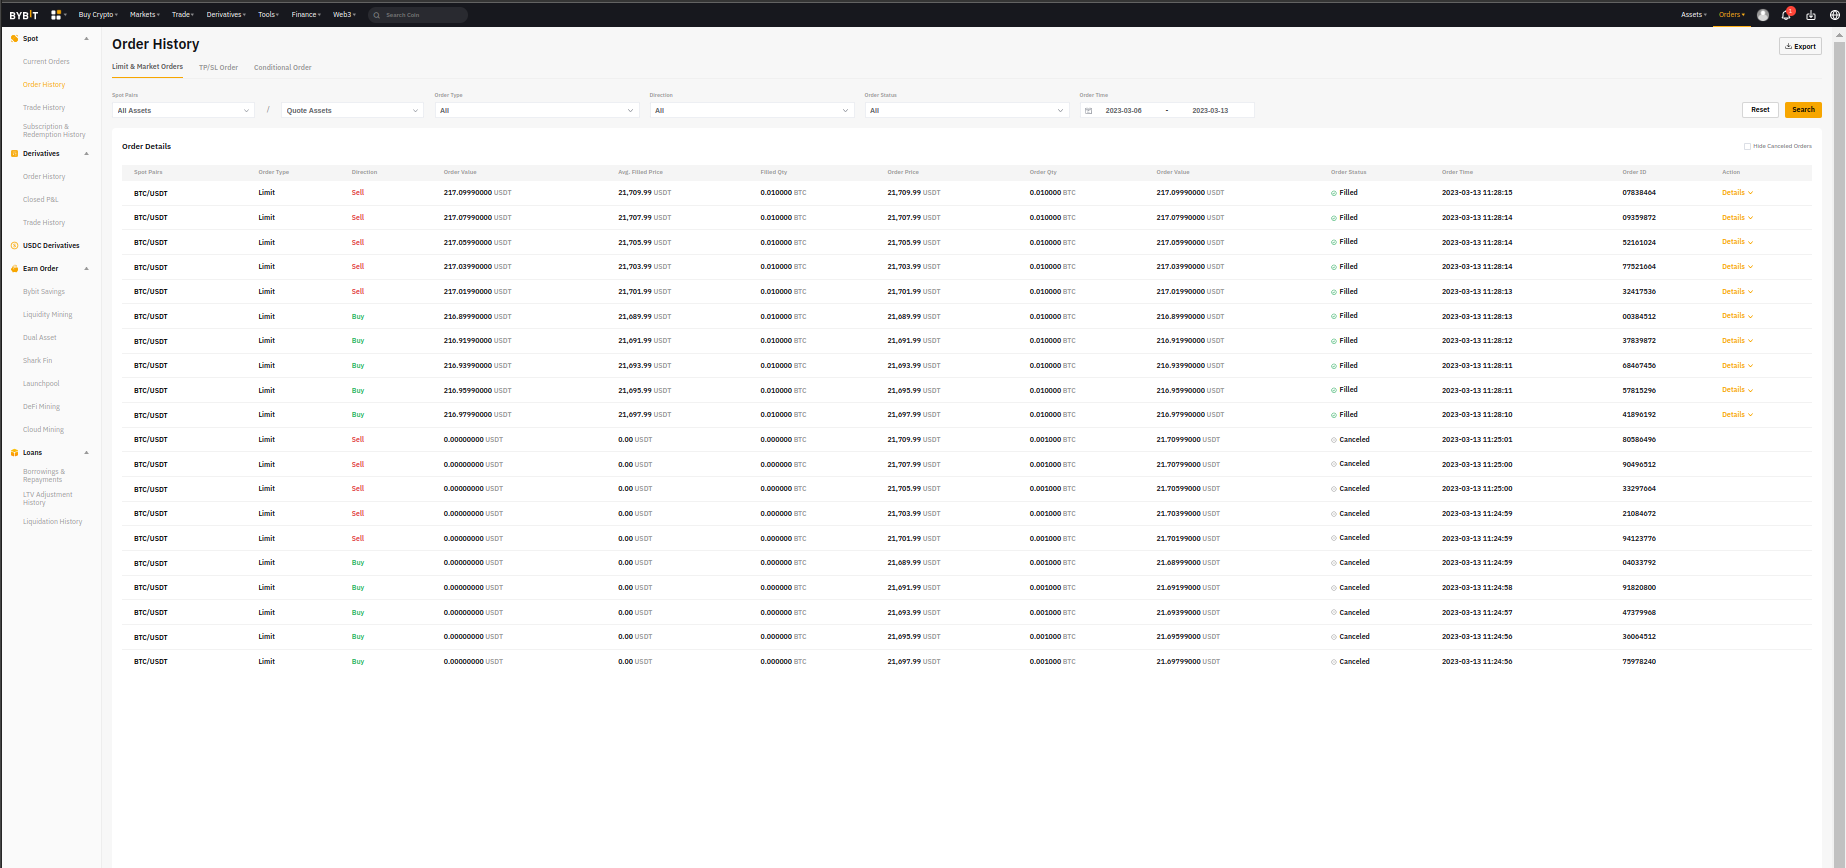 BYBIT Buy Crypto Markets Trade Derivatives Tools Finance Web3 Search Coin Assets Orders
Spot
Current Orders
Order History
Trade History
Subscription &
Redemption History
Derivatives
Order History
Closed P&L
Trade History
USDC Derivatives
Earn Order
Bybit Savings
Liquidity Mining
Dual Asset
Shark Fin
Launchpool
DeFi Mining
Cloud Mining
Loans
Borrowings &
Repayments
LTV Adjustment
History
Liquidation History
Order History
Export
Limit & Market Orders TP/SL Order Conditional Order
Spot Pairs Order Type Direction Order Status Order Time
All Assets / Quote Assets All All All 2023-03-06 - 2023-03-13 Reset Search
Order Details Hide Canceled Orders
Spot Pairs Order Type Direction Order Value Avg. Filled Price Filled Qty Order Price Order Qty Order Value Order Status Order Time Order ID Action
BTC/USDT Limit Sell 217.09990000 USDT 21,709.99 USDT 0.010000 BTC 21,709.99 USDT 0.010000 BTC 217.09990000 USDT Filled 2023-03-13 11:28:15 07838464 Details
BTC/USDT Limit Sell 217.07990000 USDT 21,707.99 USDT 0.010000 BTC 21,707.99 USDT 0.010000 BTC 217.07990000 USDT Filled 2023-03-13 11:28:14 09359872 Details
BTC/USDT Limit Sell 217.05990000 USDT 21,705.99 USDT 0.010000 BTC 21,705.99 USDT 0.010000 BTC 217.05990000 USDT Filled 2023-03-13 11:28:14 52161024 Details
BTC/USDT Limit Sell 217.03990000 USDT 21,703.99 USDT 0.010000 BTC 21,703.99 USDT 0.010000 BTC 217.03990000 USDT Filled 2023-03-13 11:28:14 77521664 Details
BTC/USDT Limit Sell 217.01990000 USDT 21,701.99 USDT 0.010000 BTC 21,701.99 USDT 0.010000 BTC 217.01990000 USDT Filled 2023-03-13 11:28:13 32417536 Details
BTC/USDT Limit Buy 216.89990000 USDT 21,689.99 USDT 0.010000 BTC 21,689.99 USDT 0.010000 BTC 216.89990000 USDT Filled 2023-03-13 11:28:13 00384512 Details
BTC/USDT Limit Buy 216.91990000 USDT 21,691.99 USDT 0.010000 BTC 21,691.99 USDT 0.010000 BTC 216.91990000 USDT Filled 2023-03-13 11:28:12 37839872 Details
BTC/USDT Limit Buy 216.93990000 USDT 21,693.99 USDT 0.010000 BTC 21,693.99 USDT 0.010000 BTC 216.93990000 USDT Filled 2023-03-13 11:28:11 68467456 Details
BTC/USDT Limit Buy 216.95990000 USDT 21,695.99 USDT 0.010000 BTC 21,695.99 USDT 0.010000 BTC 216.95990000 USDT Filled 2023-03-13 11:28:11 57815296 Details
BTC/USDT Limit Buy 216.97990000 USDT 21,697.99 USDT 0.010000 BTC 21,697.99 USDT 0.010000 BTC 216.97990000 USDT Filled 2023-03-13 11:28:10 41896192 Details
BTC/USDT Limit Sell 0.00000000 USDT 0.00 USDT 0.000000 BTC 21,709.99 USDT 0.001000 BTC 21.70999000 USDT Canceled 2023-03-13 11:25:01 80586496
BTC/USDT Limit Sell 0.00000000 USDT 0.00 USDT 0.000000 BTC 21,707.99 USDT 0.001000 BTC 21.70799000 USDT Canceled 2023-03-13 11:25:00 90496512
BTC/USDT Limit Sell 0.00000000 USDT 0.00 USDT 0.000000 BTC 21,705.99 USDT 0.001000 BTC 21.70599000 USDT Canceled 2023-03-13 11:25:00 33297664
BTC/USDT Limit Sell 0.00000000 USDT 0.00 USDT 0.000000 BTC 21,703.99 USDT 0.001000 BTC 21.70399000 USDT Canceled 2023-03-13 11:24:59 21084672
BTC/USDT Limit Sell 0.00000000 USDT 0.00 USDT 0.000000 BTC 21,701.99 USDT 0.001000 BTC 21.70199000 USDT Canceled 2023-03-13 11:24:59 94123776
BTC/USDT Limit Buy 0.00000000 USDT 0.00 USDT 0.000000 BTC 21,689.99 USDT 0.001000 BTC 21.68999000 USDT Canceled 2023-03-13 11:24:59 04033792
BTC/USDT Limit Buy 0.00000000 USDT 0.00 USDT 0.000000 BTC 21,691.99 USDT 0.001000 BTC 21.69199000 USDT Canceled 2023-03-13 11:24:58 91820800
BTC/USDT Limit Buy 0.00000000 USDT 0.00 USDT 0.000000 BTC 21,693.99 USDT 0.001000 BTC 21.69399000 USDT Canceled 2023-03-13 11:24:57 47379968
BTC/USDT Limit Buy 0.00000000 USDT 0.00 USDT 0.000000 BTC 21,695.99 USDT 0.001000 BTC 21.69599000 USDT Canceled 2023-03-13 11:24:56 36064512
BTC/USDT Limit Buy 0.00000000 USDT 0.00 USDT 0.000000 BTC 21,697.99 USDT 0.001000 BTC 21.69799000 USDT Canceled 2023-03-13 11:24:56 75978240